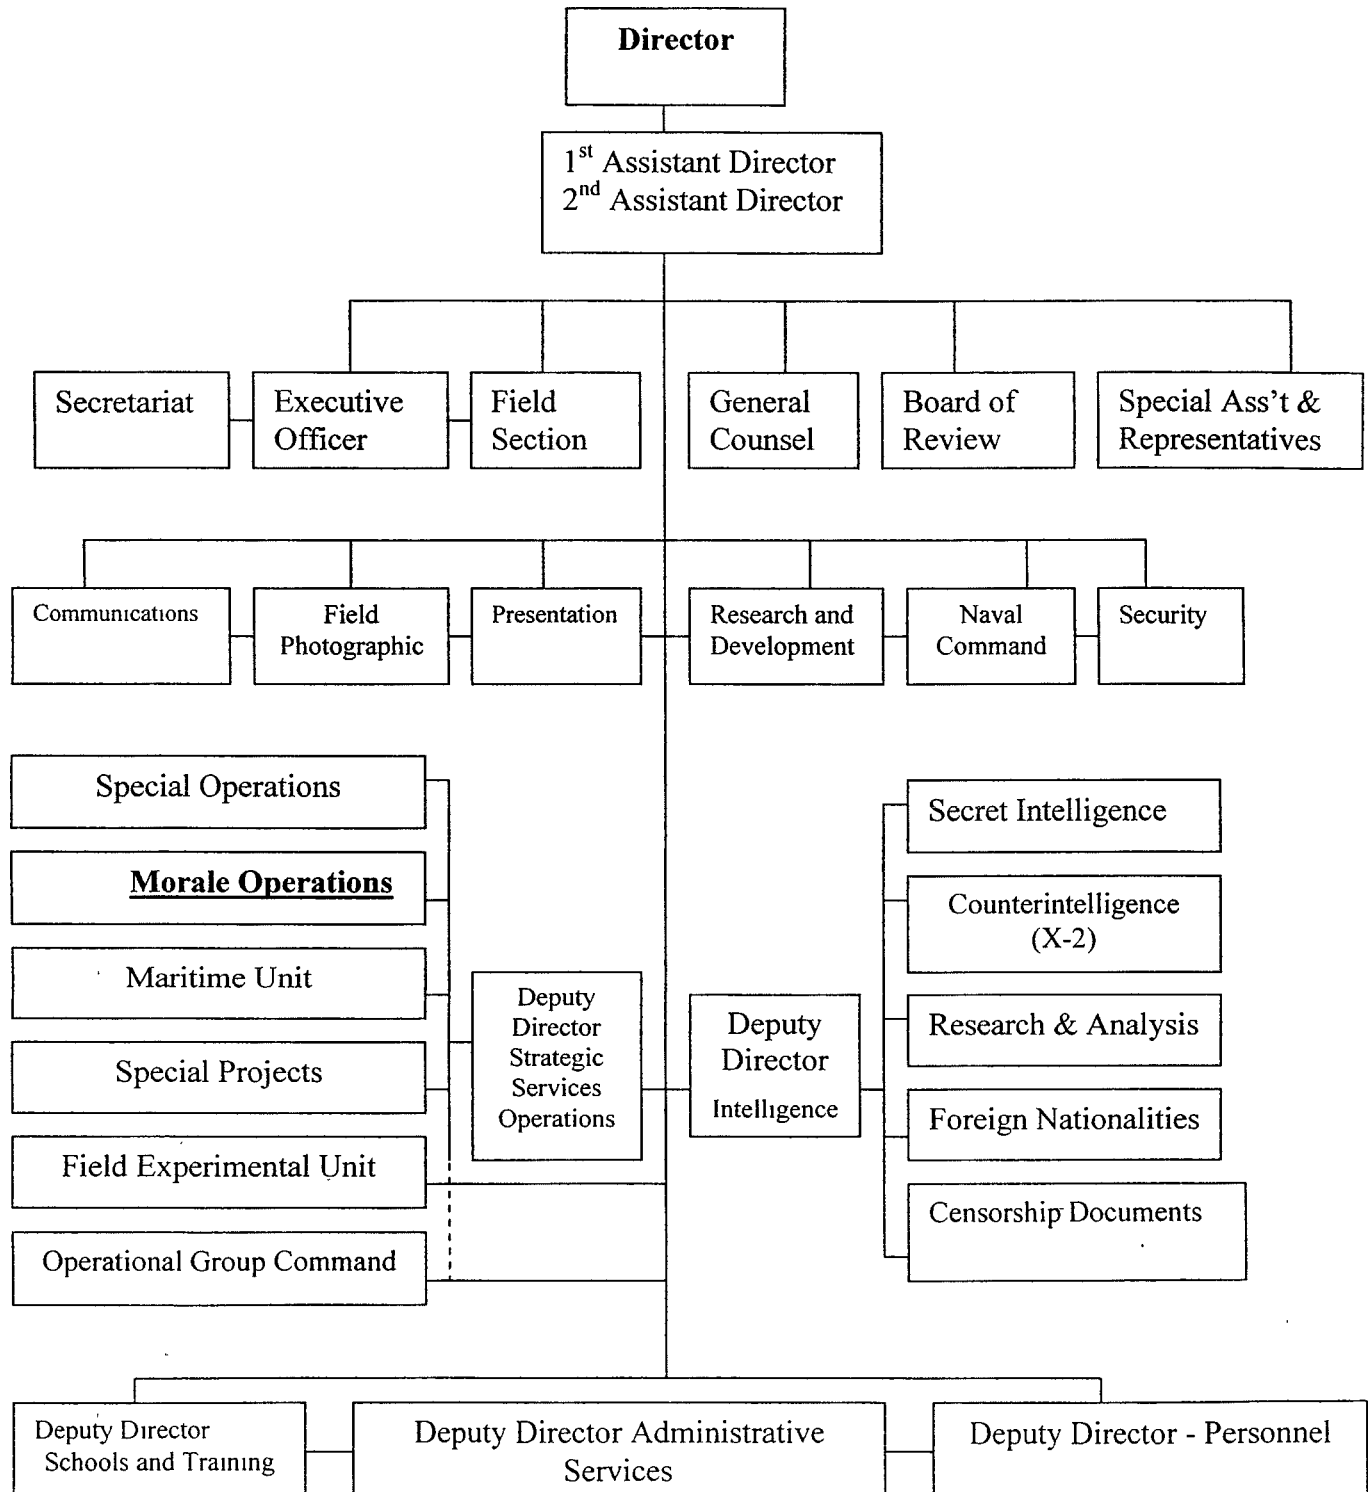 Director
1st Assistant Director
2nd Assistant Director
Secretariat
Executive
Officer
Field
Section
General
Counsel
Board of
Review
Special Ass't &
Representatives
Communications
Field
Photographic
Presentation
Research and
Development
Naval
Command
Security
Special Operations
Morale Operations
Maritime Unit
Special Projects
Field Experimental Unit
Operational Group Command
Deputy
Director
Strategic
Services
Operations
Deputy
Director
Intelligence
Secret Intelligence
Counterintelligence
(X-2)
Research & Analysis
Foreign Nationalities
Censorship Documents
Deputy Director
Schools and Training
Deputy Director Administrative
Services
Deputy Director - Personnel